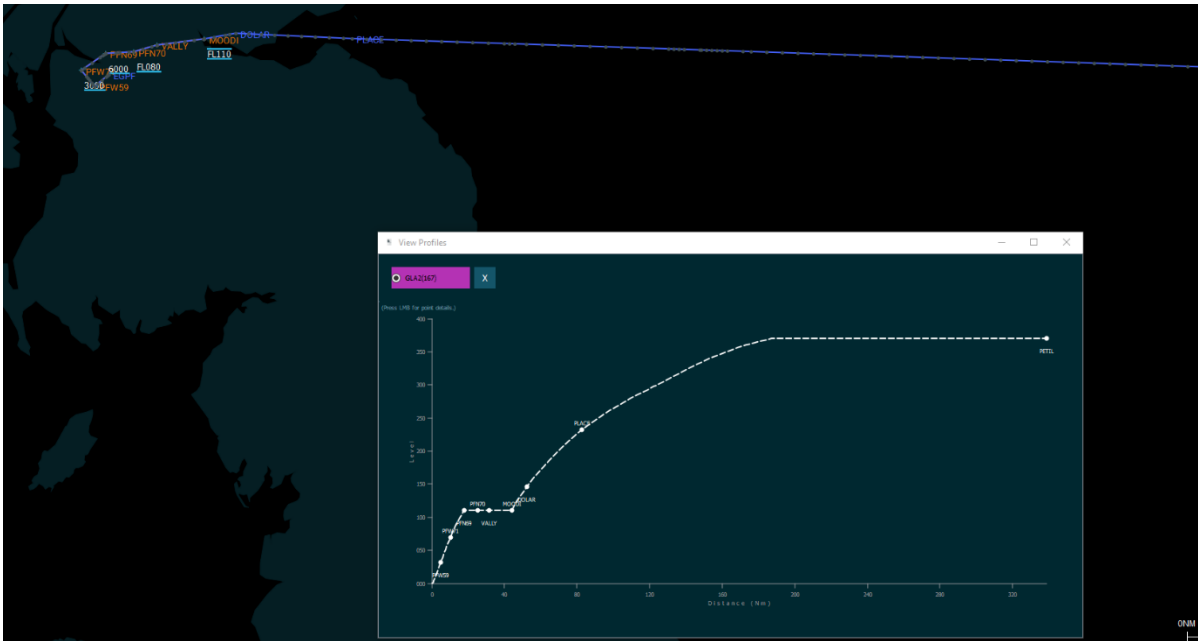 DOLAR
MOODI
PLACE
VALLY
PFN69
PFN70
FL110
6000
FL080
PFW
EGPF
3000
PFW59
View Profiles
GLA2(167)
X
(Press LMB for point details.)
400
350
300
250
200
150
100
050
000
Level
PETIL
PLACE
DOLAR
MOODI
PFN70
PFN69
VALLY
PFW71
PFW59
0
40
80
120
160
200
240
280
320
Distance (Nm)
0NM